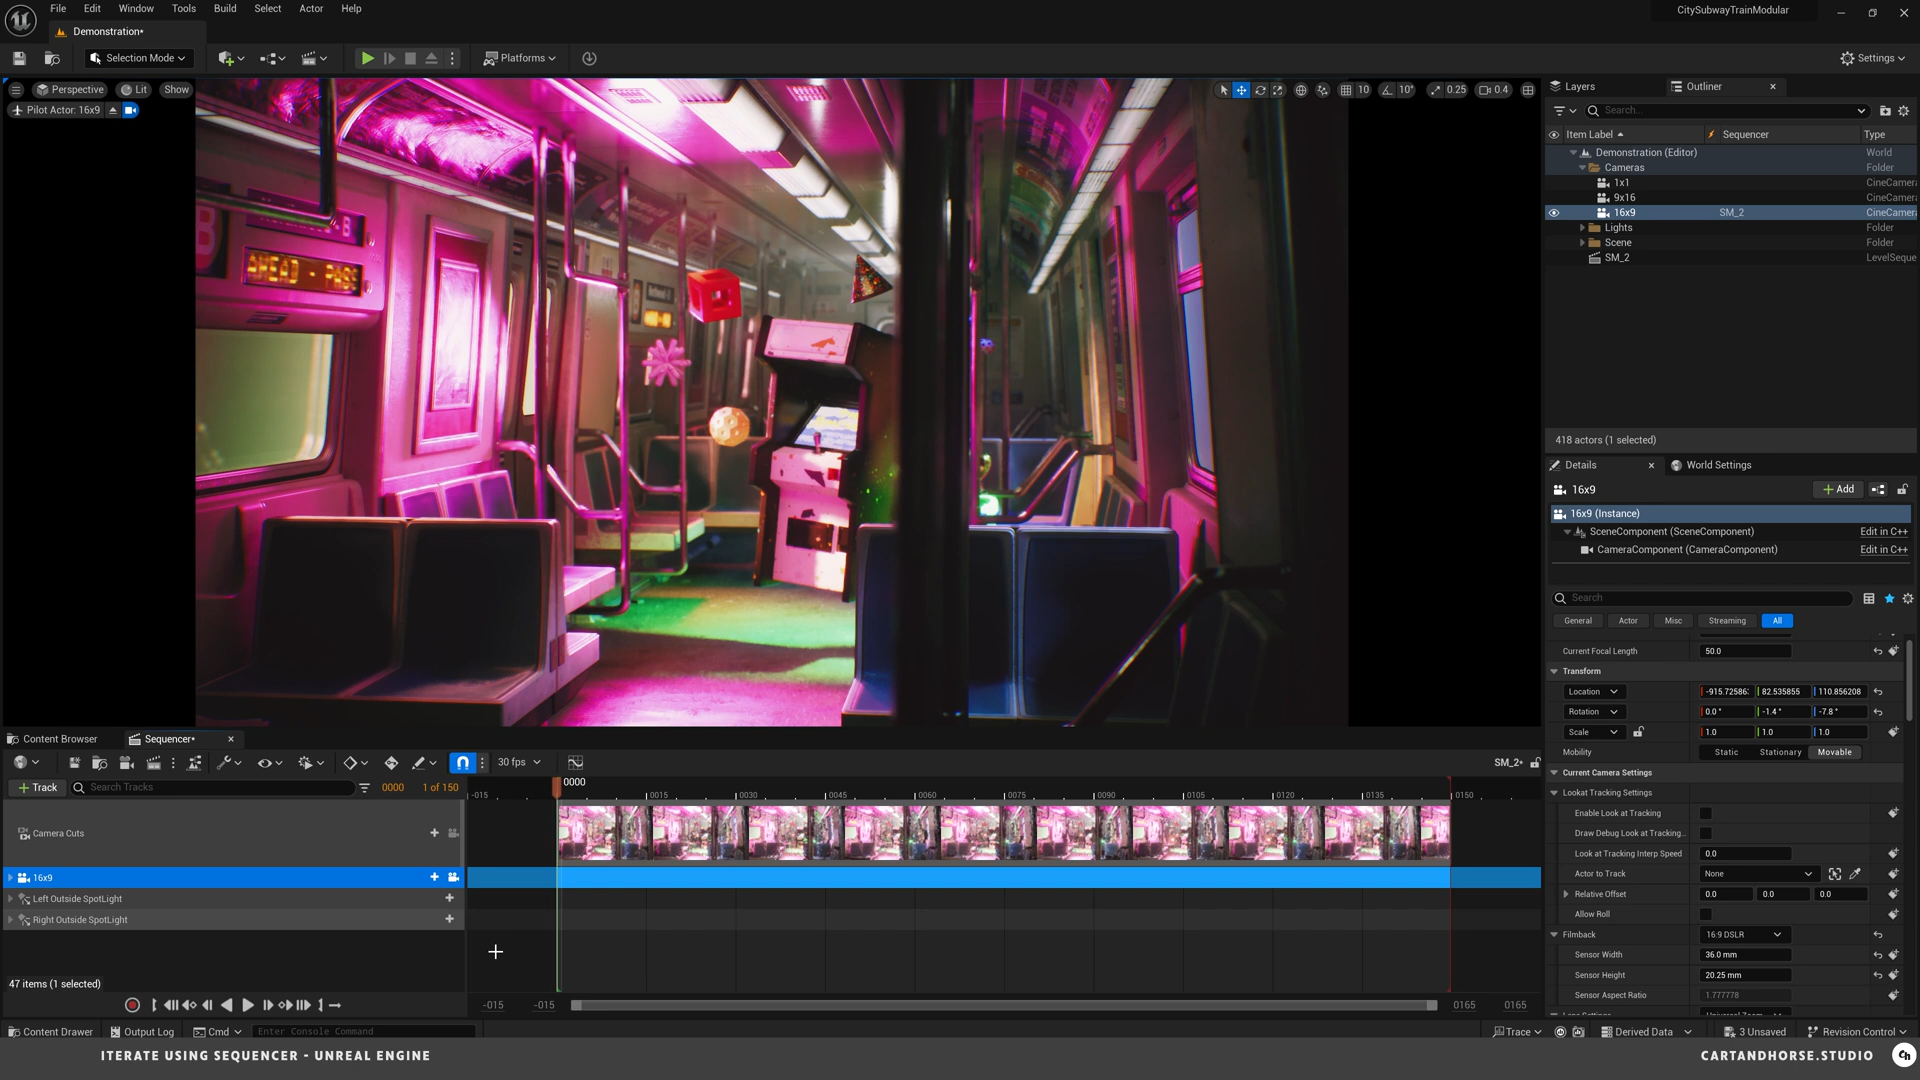 File Edit Window Tools Build Select Actor Help
CitySubwayTrainModular
Demonstration*
Selection Mode
Platforms
Settings
Perspective Lit Show
Pilot Actor: 16x9
10 10° 0.25 0.4
AHEAD - PASS
Layers
Outliner
Search...
Item Label Sequencer Type
Demonstration (Editor) World
Cameras Folder
1x1 CineCamera
9x16 CineCamera
16x9 SM_2 CineCamera
Lights Folder
Scene Folder
SM_2 LevelSeque
418 actors (1 selected)
Details
World Settings
16x9
Add
16x9 (Instance)
SceneComponent (SceneComponent) Edit in C++
CameraComponent (CameraComponent) Edit in C++
Search
General Actor Misc Streaming All
Current Focal Length 50.0
Transform
Location -915.72586: 82.535855 110.856208
Rotation 0.0 ° -1.4 ° -7.8 °
Scale 1.0 1.0 1.0
Mobility Static Stationary Movable
Current Camera Settings
Lookat Tracking Settings
Enable Look at Tracking
Draw Debug Look at Tracking...
Look at Tracking Interp Speed 0.0
Actor to Track None
Relative Offset 0.0 0.0 0.0
Allow Roll
Filmback 16:9 DSLR
Sensor Width 36.0 mm
Sensor Height 20.25 mm
Sensor Aspect Ratio 1.777778
Content Browser
Sequencer*
30 fps
SM_2*
Track
Search Tracks
0000 1 of 150
-015 0000 0015 0030 0045 0060 0075 0090 0105 0120 0135 0150
Camera Cuts
16x9
Left Outside SpotLight
Right Outside SpotLight
47 items (1 selected)
-015 -015 0165 0165
Content Drawer Output Log Cmd Enter Console Command
Trace Derived Data 3 Unsaved Revision Control
ITERATE USING SEQUENCER - UNREAL ENGINE
CARTANDHORSE.STUDIO